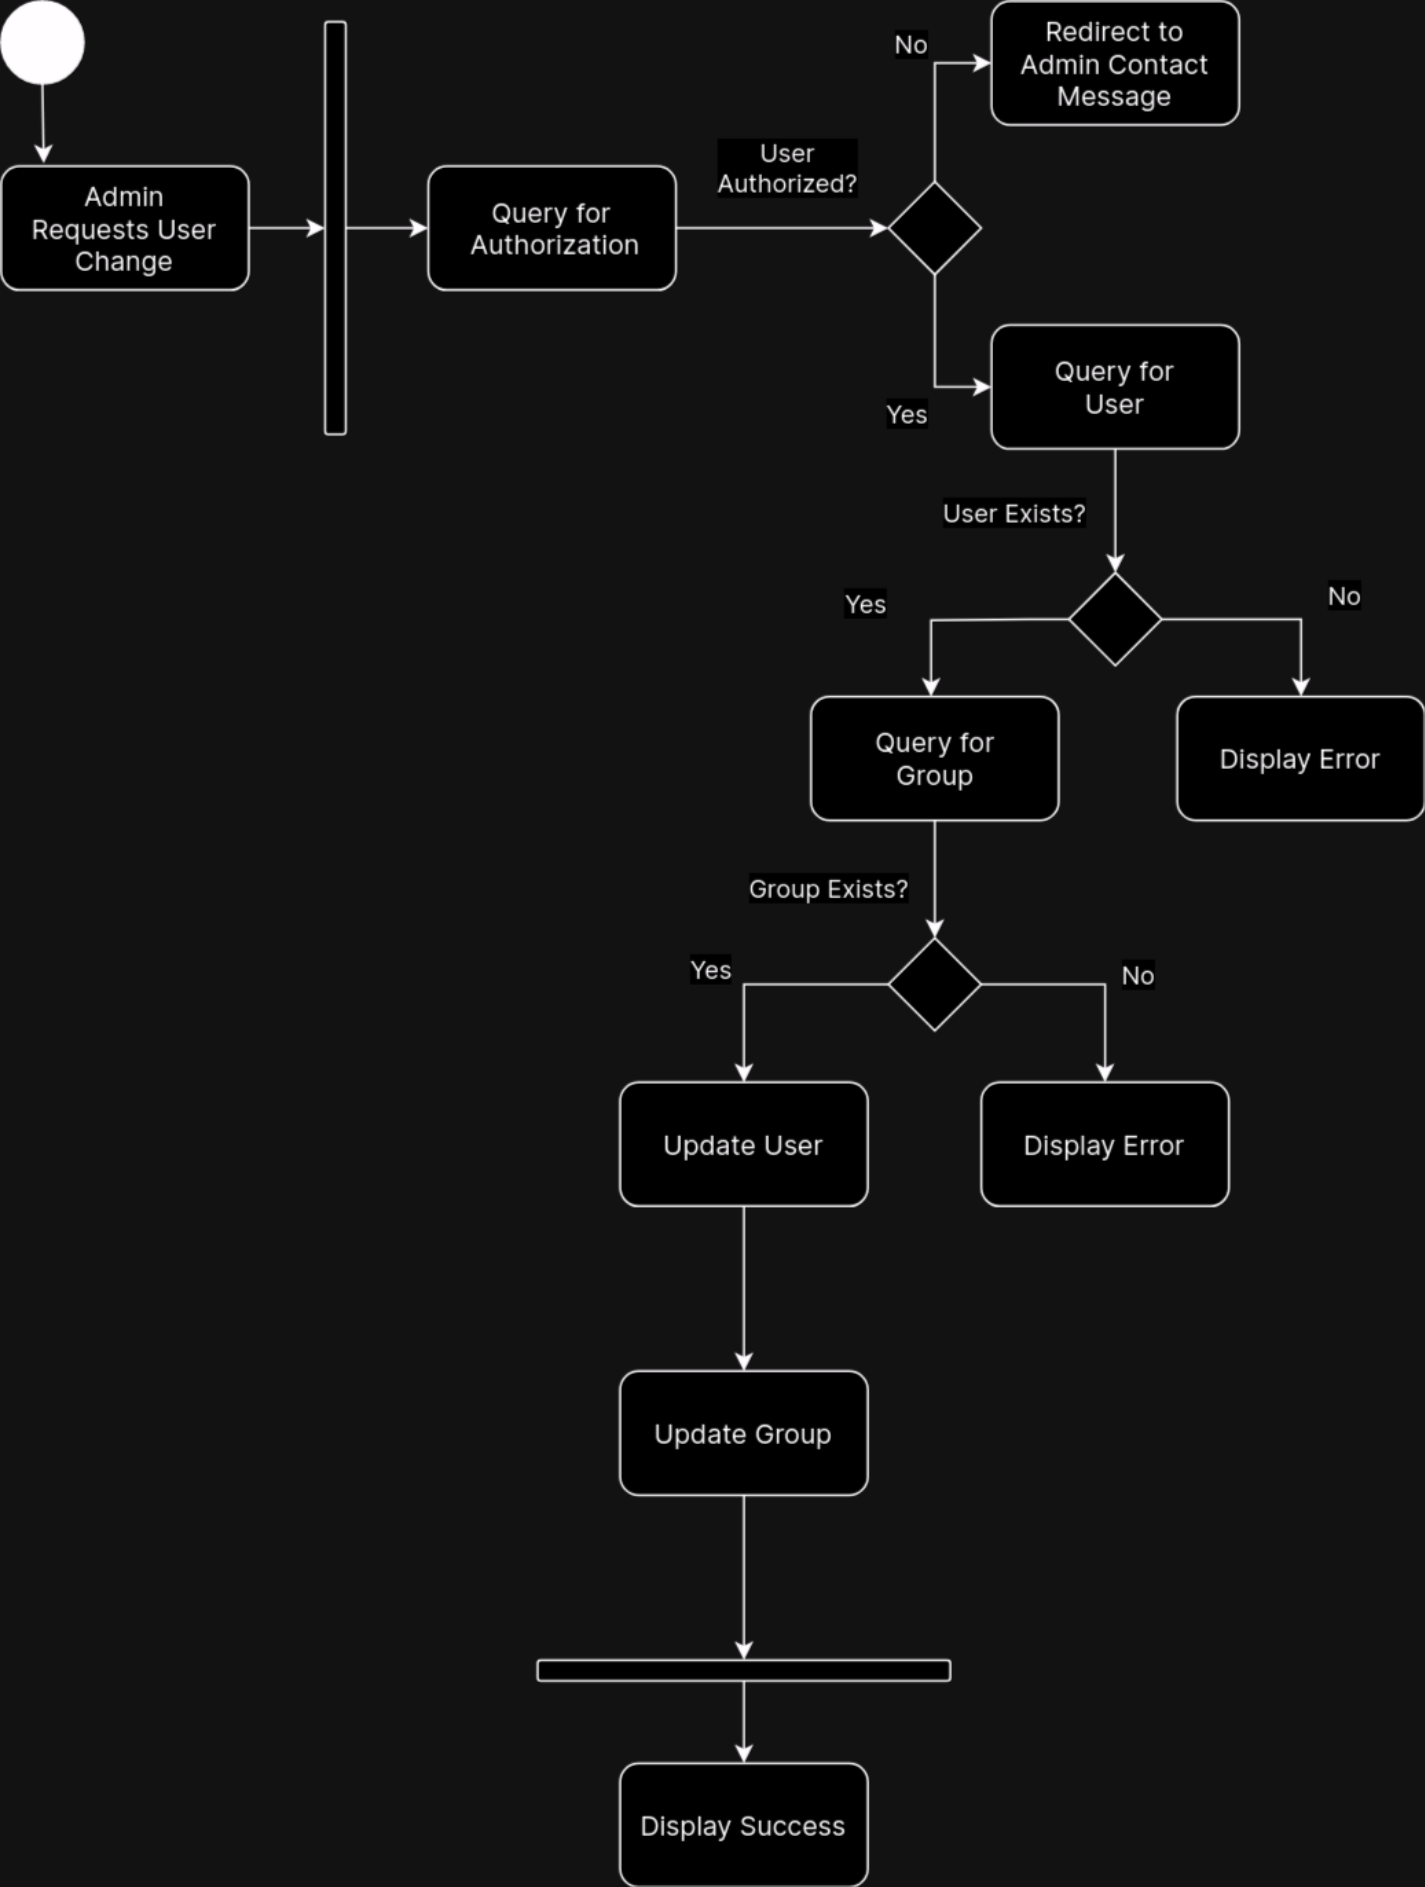 No
Redirect to
Admin Contact
Message
User
Authorized?
Admin
Requests User
Change
Query for
Authorization
Query for
User
Yes
User Exists?
Yes
No
Query for
Group
Display Error
Group Exists?
Yes
No
Update User
Display Error
Update Group
Display Success